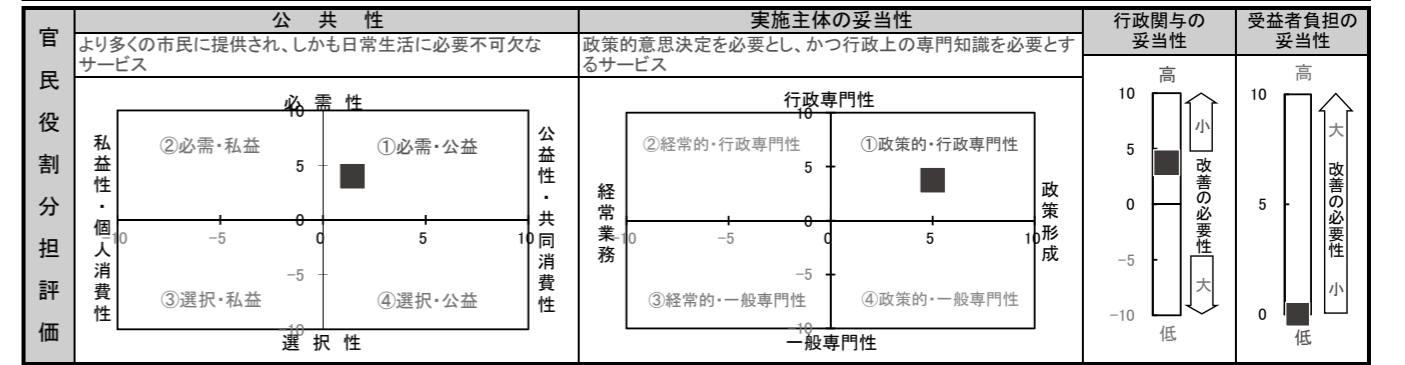 官民役割分担評価
公共性
より多くの市民に提供され、しかも日常生活に必要不可欠な
サービス
必需性
10
②必需・私益
①必需・公益
5
私益性・個人消費性
公益性・共同消費性
0
-10
-5
0
5
10
-5
③選択・私益
④選択・公益
-10
選択性
実施主体の妥当性
政策的意思決定を必要とし、かつ行政上の専門知識を必要とす
るサービス
行政専門性
10
②経常的・行政専門性
①政策的・行政専門性
5
経常業務
政策形成
0
-10
-5
0
5
10
-5
③経常的・一般専門性
④政策的・一般専門性
-10
一般専門性
行政関与の
妥当性
高
10
5
0
-5
-10
低
小
改善の必要性
大
受益者負担の
妥当性
高
10
5
0
低
大
改善の必要性
小